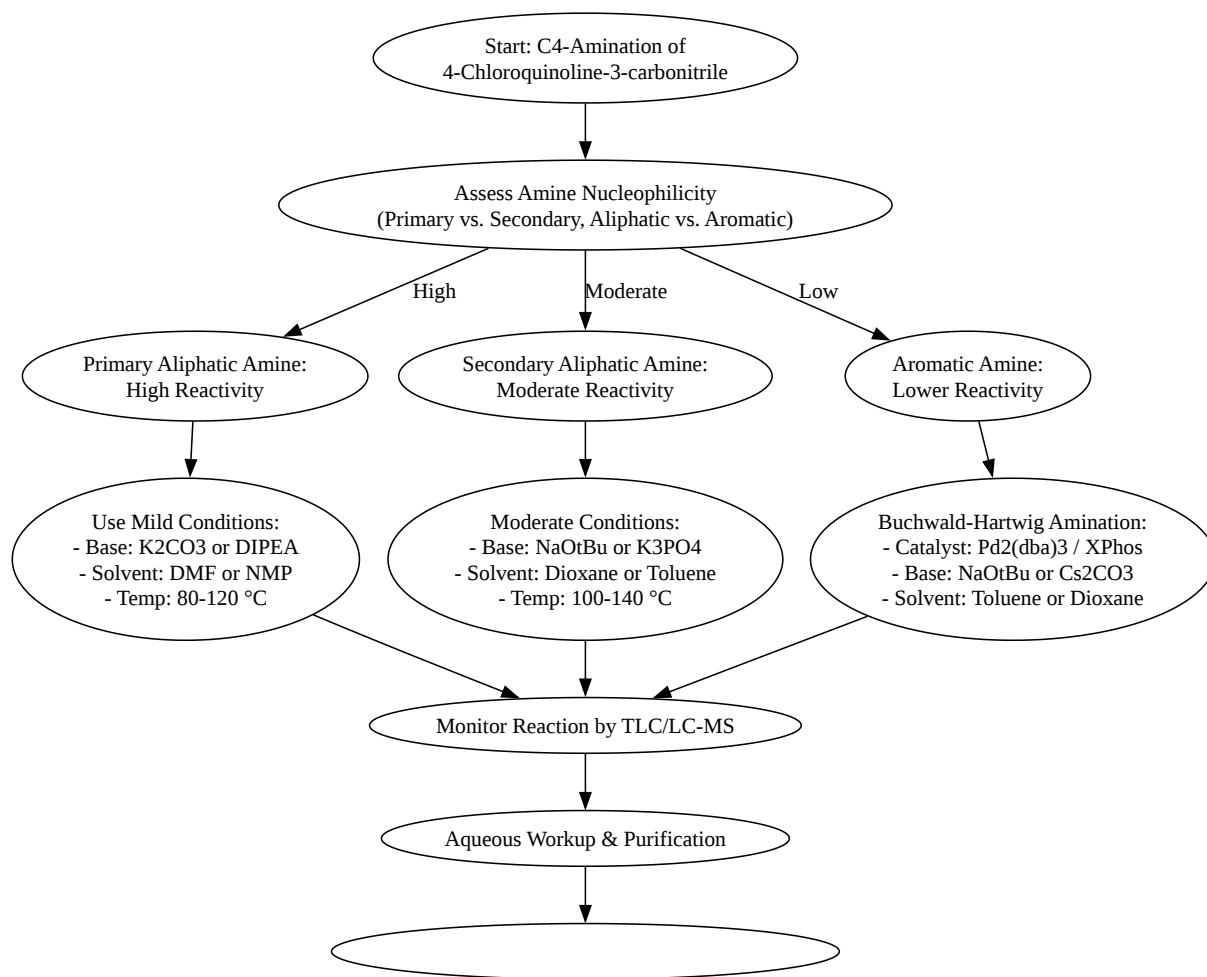 Start: C4-Amination of
4-Chloroquinoline-3-carbonitrile
Assess Amine Nucleophilicity
(Primary vs. Secondary, Aliphatic vs. Aromatic)
High
Moderate
Low
Primary Aliphatic Amine:
High Reactivity
Secondary Aliphatic Amine:
Moderate Reactivity
Aromatic Amine:
Lower Reactivity
Use Mild Conditions:
- Base: K2CO3 or DIPEA
- Solvent: DMF or NMP
- Temp: 80-120 °C
Moderate Conditions:
- Base: NaOtBu or K3PO4
- Solvent: Dioxane or Toluene
- Temp: 100-140 °C
Buchwald-Hartwig Amination:
- Catalyst: Pd2(dba)3 / XPhos
- Base: NaOtBu or Cs2CO3
- Solvent: Toluene or Dioxane
Monitor Reaction by TLC/LC-MS
Aqueous Workup & Purification